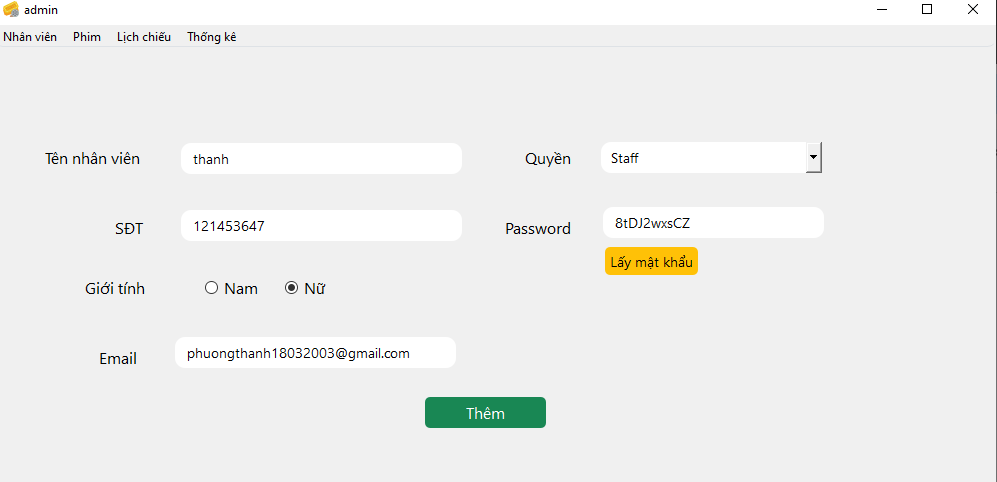 admin
Nhân viên Phim Lịch chiếu Thống kê
Tên nhân viên thanh Quyền Staff
SĐT 121453647 Password 8tDJ2wxsCZ
Lấy mật khẩu
Giới tính Nam Nữ
Email phuongthanh18032003@gmail.com
Thêm